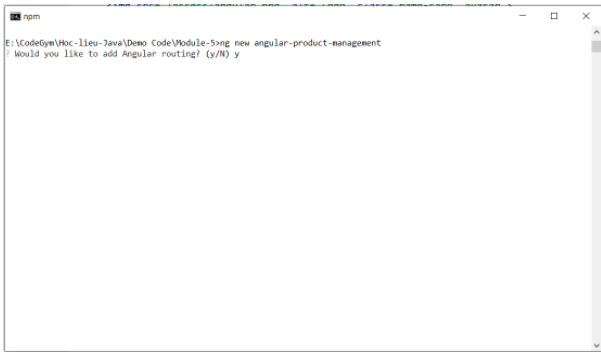 npm
E:\CodeGym\Hoc-lieu-Java\Demo Code\Module-5>ng new angular-product-management
? Would you like to add Angular routing? (y/N) y